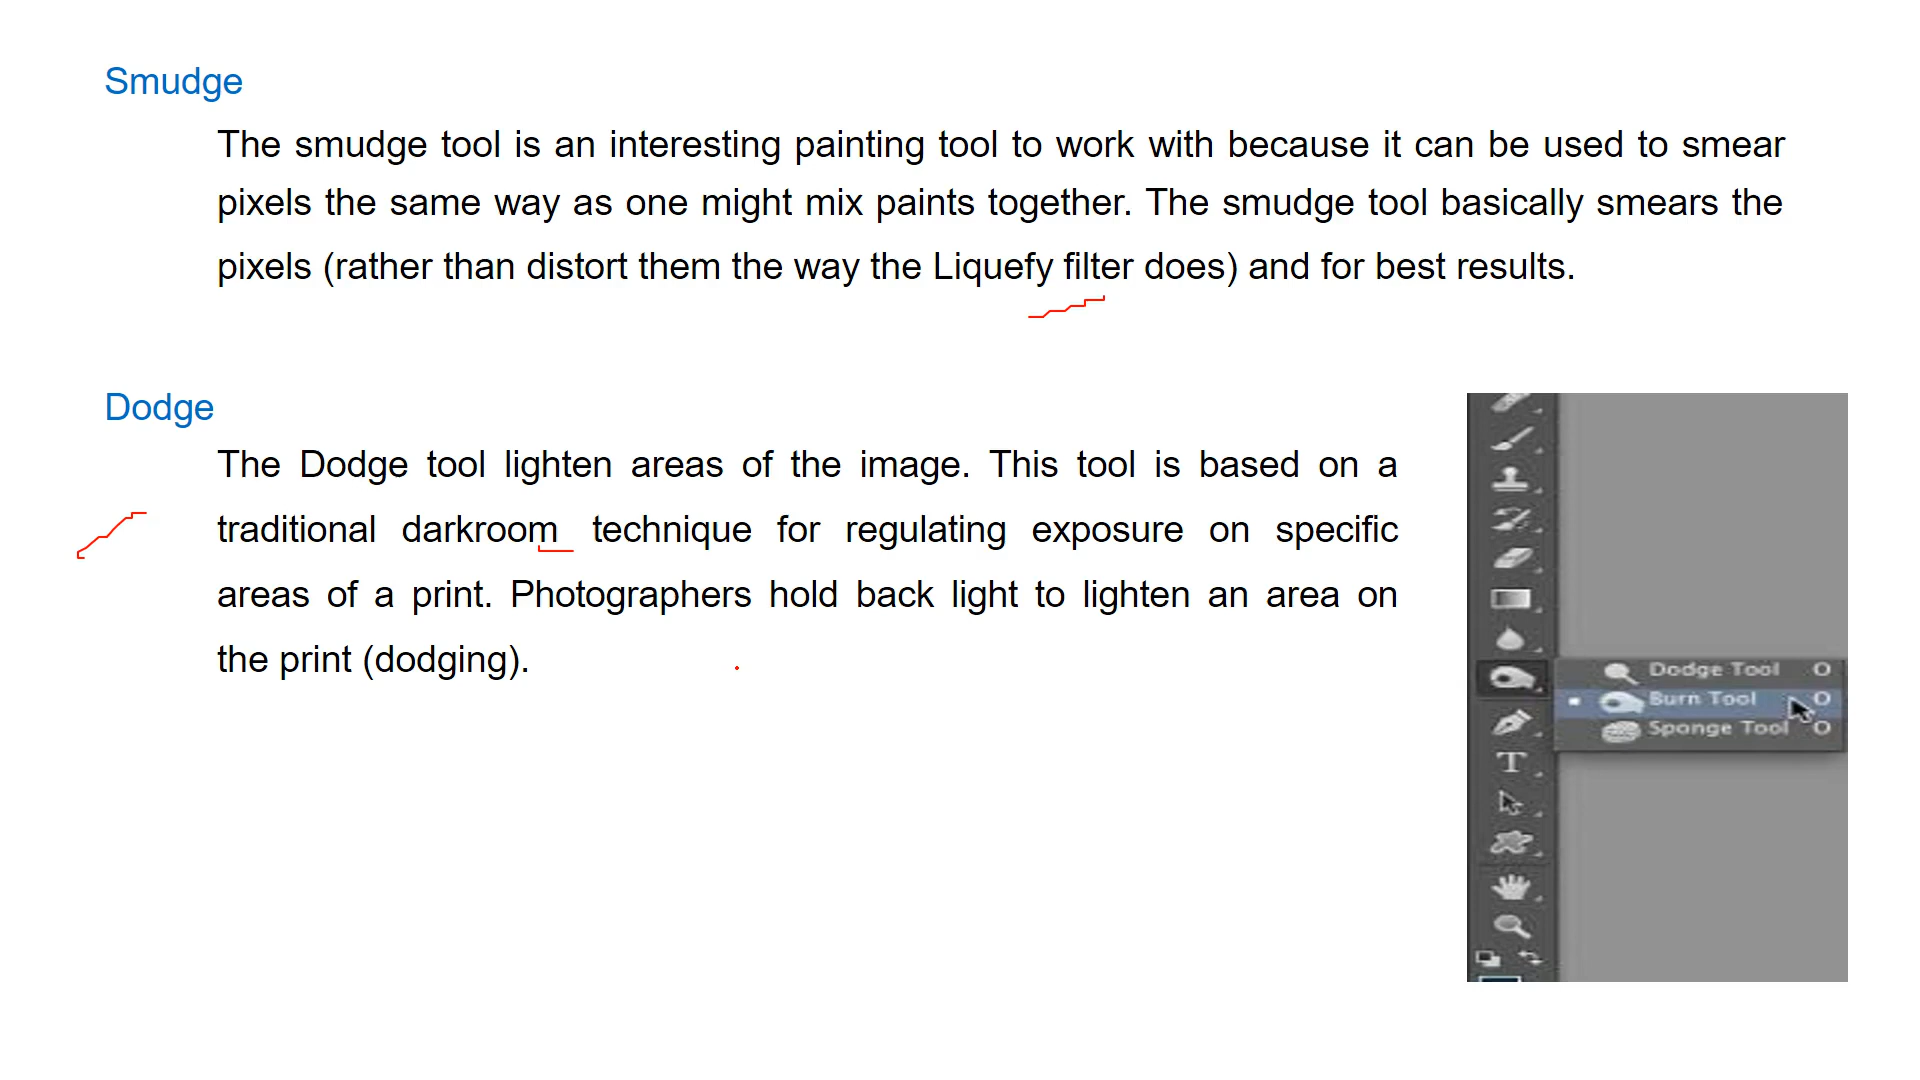 Smudge
The smudge tool is an interesting painting tool to work with because it can be used to smear
pixels the same way as one might mix paints together. The smudge tool basically smears the
pixels (rather than distort them the way the Liquefy filter does) and for best results.
Dodge
The Dodge tool lighten areas of the image. This tool is based on a
traditional darkroom technique for regulating exposure on specific
areas of a print. Photographers hold back light to lighten an area on
the print (dodging).
Dodge Tool O
Burn Tool O
Sponge Tool O
T